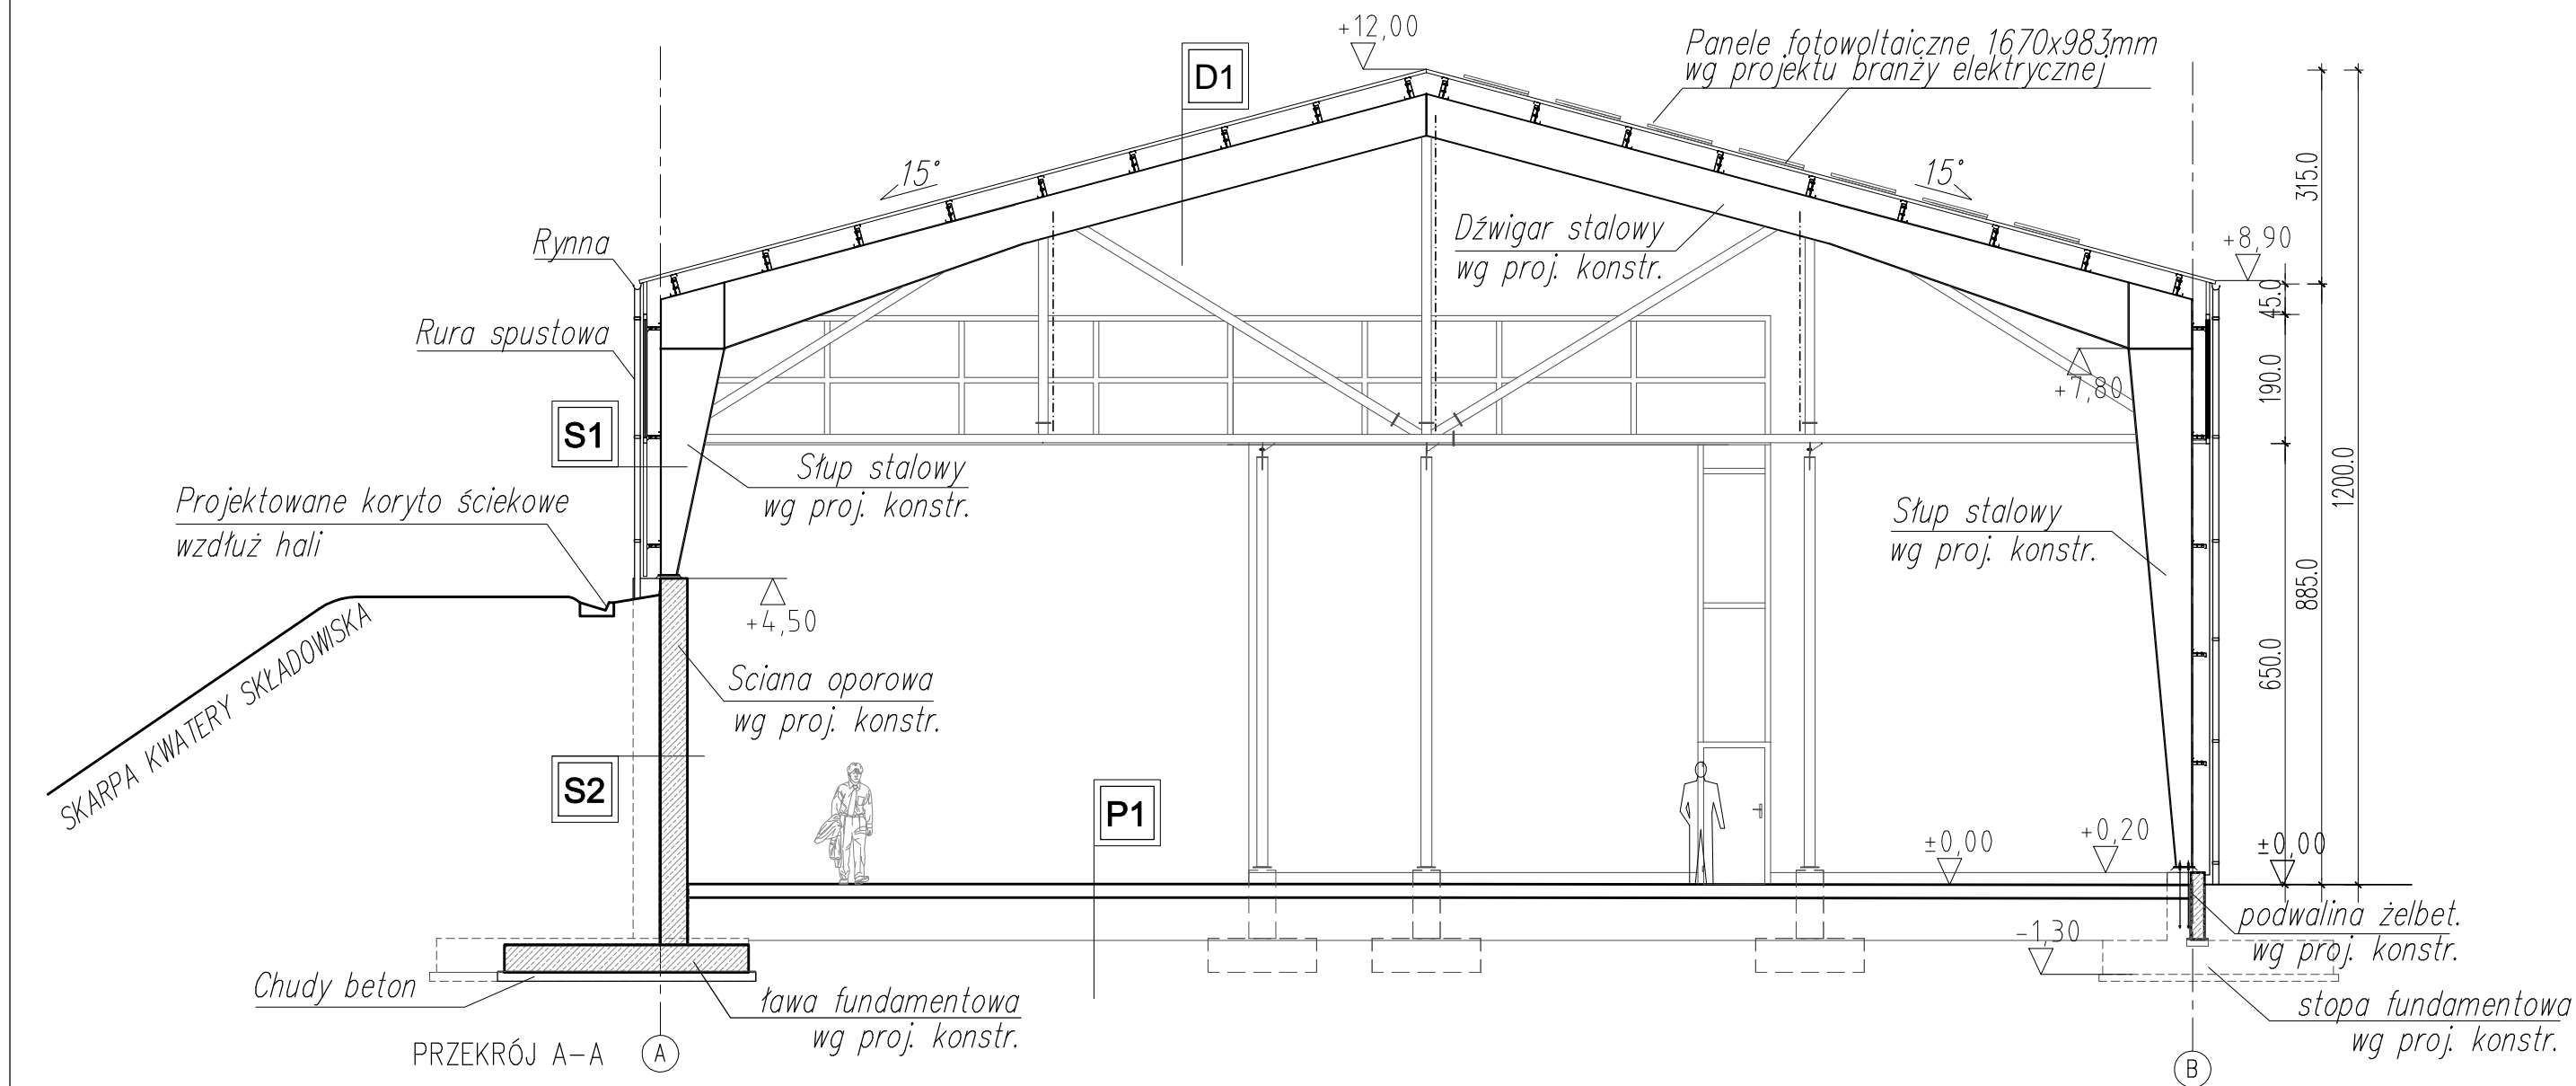 +12,00
Panele fotowoltaiczne 1670x983mm
wg projektu branży elektrycznej
D1
15°
15°
315.0
Rynna
Dźwigar stalowy
wg proj. konstr.
+8,90
45.0
Rura spustowa
+7,80
190.0
S1
Słup stalowy
wg proj. konstr.
1200.0
Projektowane koryto ściekowe
wzdłuż hali
Słup stalowy
wg proj. konstr.
885.0
+4,50
650.0
SKARPA KWATERY SKŁADOWISKA
Sciana oporowa
wg proj. konstr.
S2
P1
±0,00
+0,20
±0,00
podwalina żelbet.
wg proj. konstr.
-1,30
Chudy beton
ława fundamentowa
wg proj. konstr.
stopa fundamentowa
wg proj. konstr.
PRZEKRÓJ A-A
A
B